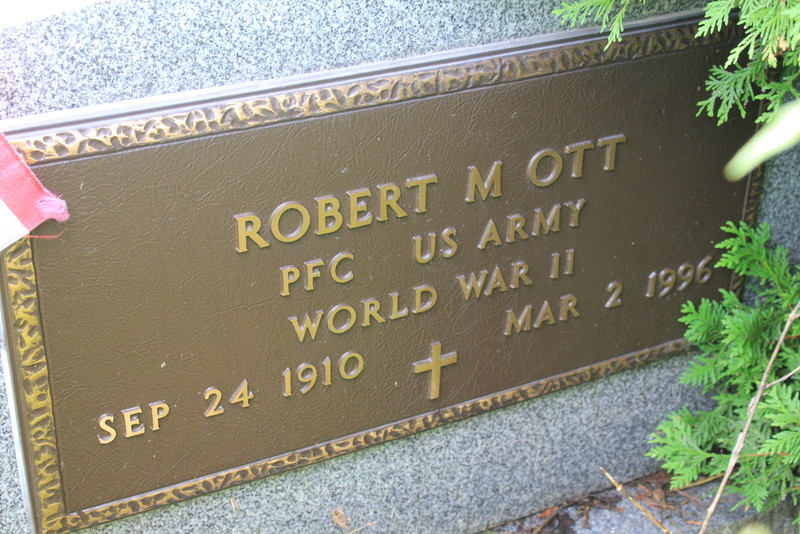 ROBERT M OTT
PFC US ARMY
WORLD WAR II
SEP 24 1910 MAR 2 1996